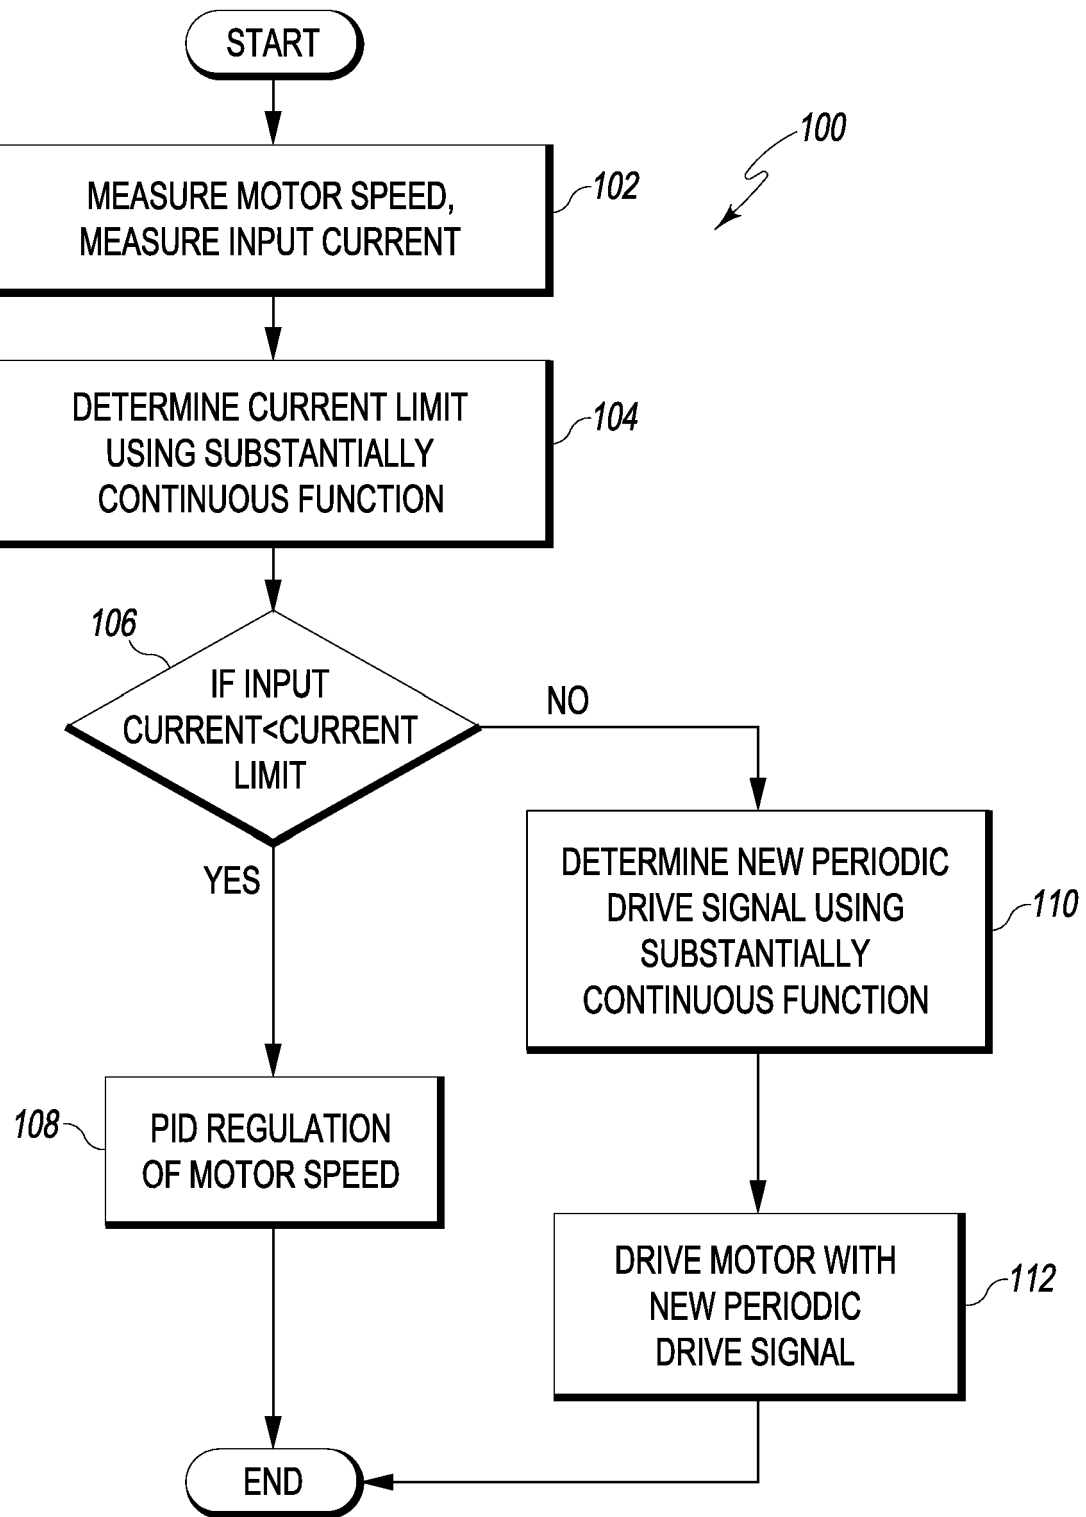 START
100
MEASURE MOTOR SPEED,
MEASURE INPUT CURRENT
102
DETERMINE CURRENT LIMIT
USING SUBSTANTIALLY
CONTINUOUS FUNCTION
104
106
IF INPUT
CURRENT<CURRENT
LIMIT
NO
YES
DETERMINE NEW PERIODIC
DRIVE SIGNAL USING
SUBSTANTIALLY
CONTINUOUS FUNCTION
110
108
PID REGULATION
OF MOTOR SPEED
DRIVE MOTOR WITH
NEW PERIODIC
DRIVE SIGNAL
112
END